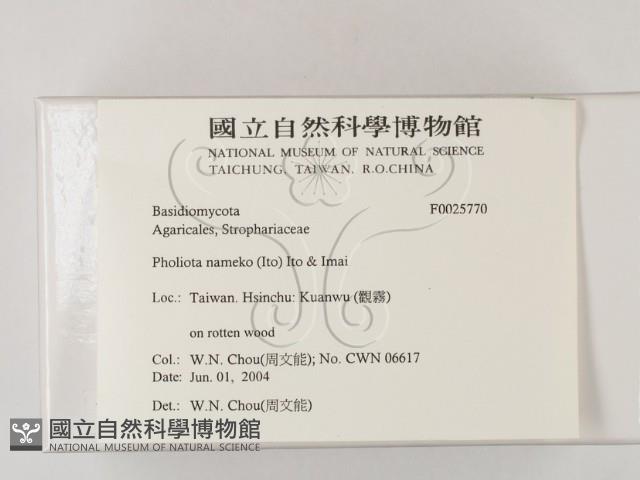 國立自然科學博物館
NATIONAL MUSEUM OF NATURAL SCIENCE
TAICHUNG, TAIWAN, R.O.CHINA
Basidiomycota F0025770
Agaricales, Strophariaceae
Pholiota nameko (Ito) Ito & Imai
Loc.: Taiwan. Hsinchu: Kuanwu (觀霧)
on rotten wood
Col.: W.N. Chou(周文能); No. CWN 06617
Date: Jun. 01, 2004
Det.: W.N. Chou(周文能)
國立自然科學博物館
NATIONAL MUSEUM OF NATURAL SCIENCE